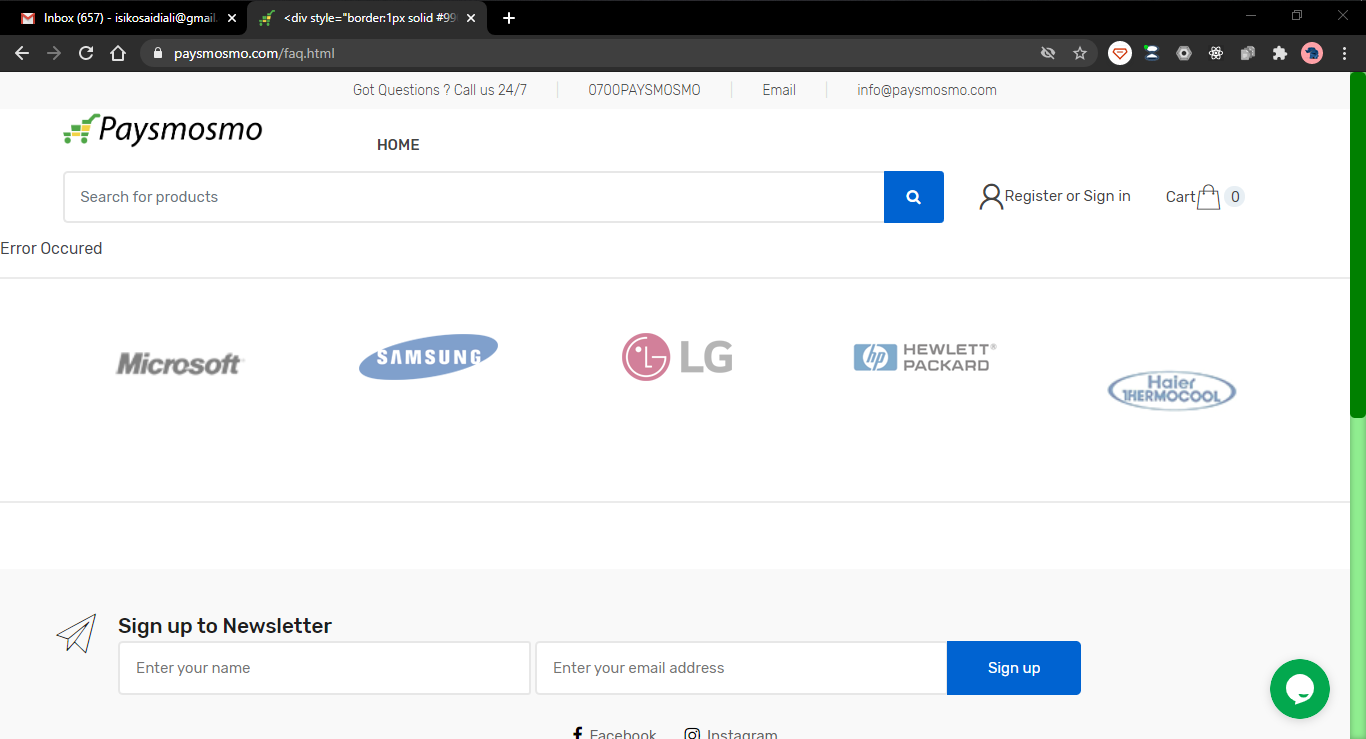 Inbox (657) - isikosaidiali@gmail.
<div style="border:1px solid #99
paysmosmo.com/faq.html
Got Questions ? Call us 24/7
0700PAYSMOSMO
Email
info@paysmosmo.com
Paysmosmo
HOME
Search for products
Register or Sign in
Cart 0
Error Occured
Microsoft
SAMSUNG
LG
hp HEWLETT®
PACKARD
Haier
THERMOCOOL
Sign up to Newsletter
Enter your name
Enter your email address
Sign up
Facebook
Instagram